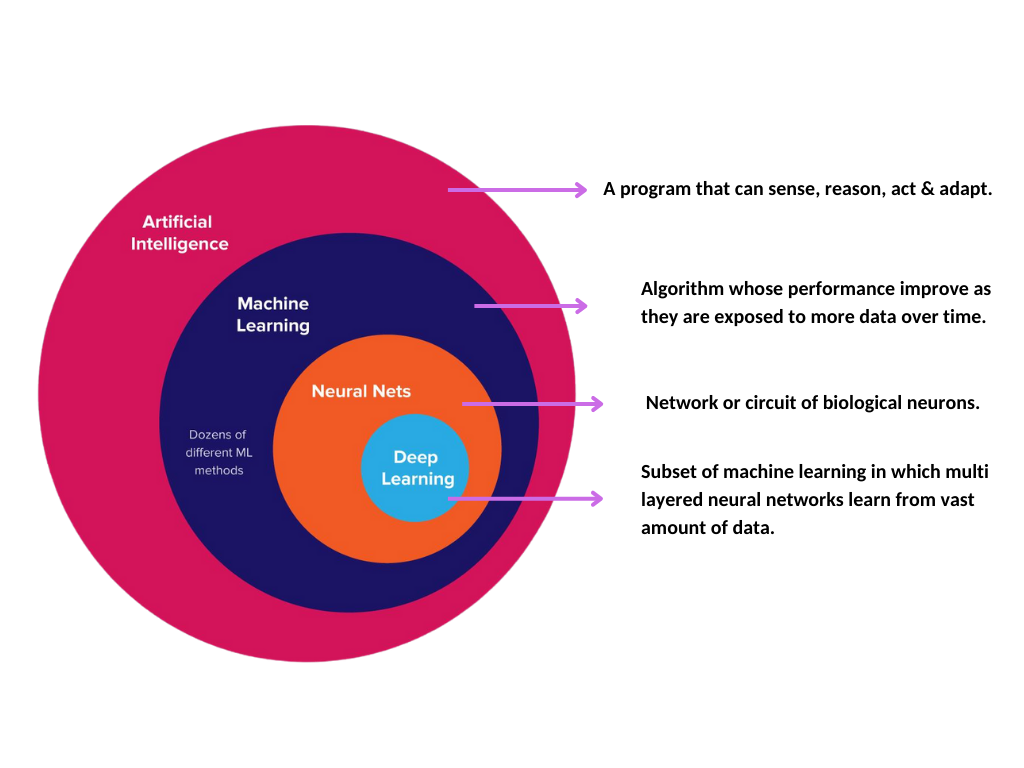 Artificial
Intelligence
A program that can sense, reason, act & adapt.
Machine
Learning
Algorithm whose performance improve as
they are exposed to more data over time.
Neural Nets
Network or circuit of biological neurons.
Dozens of
different ML
methods
Deep
Learning
Subset of machine learning in which multi
layered neural networks learn from vast
amount of data.